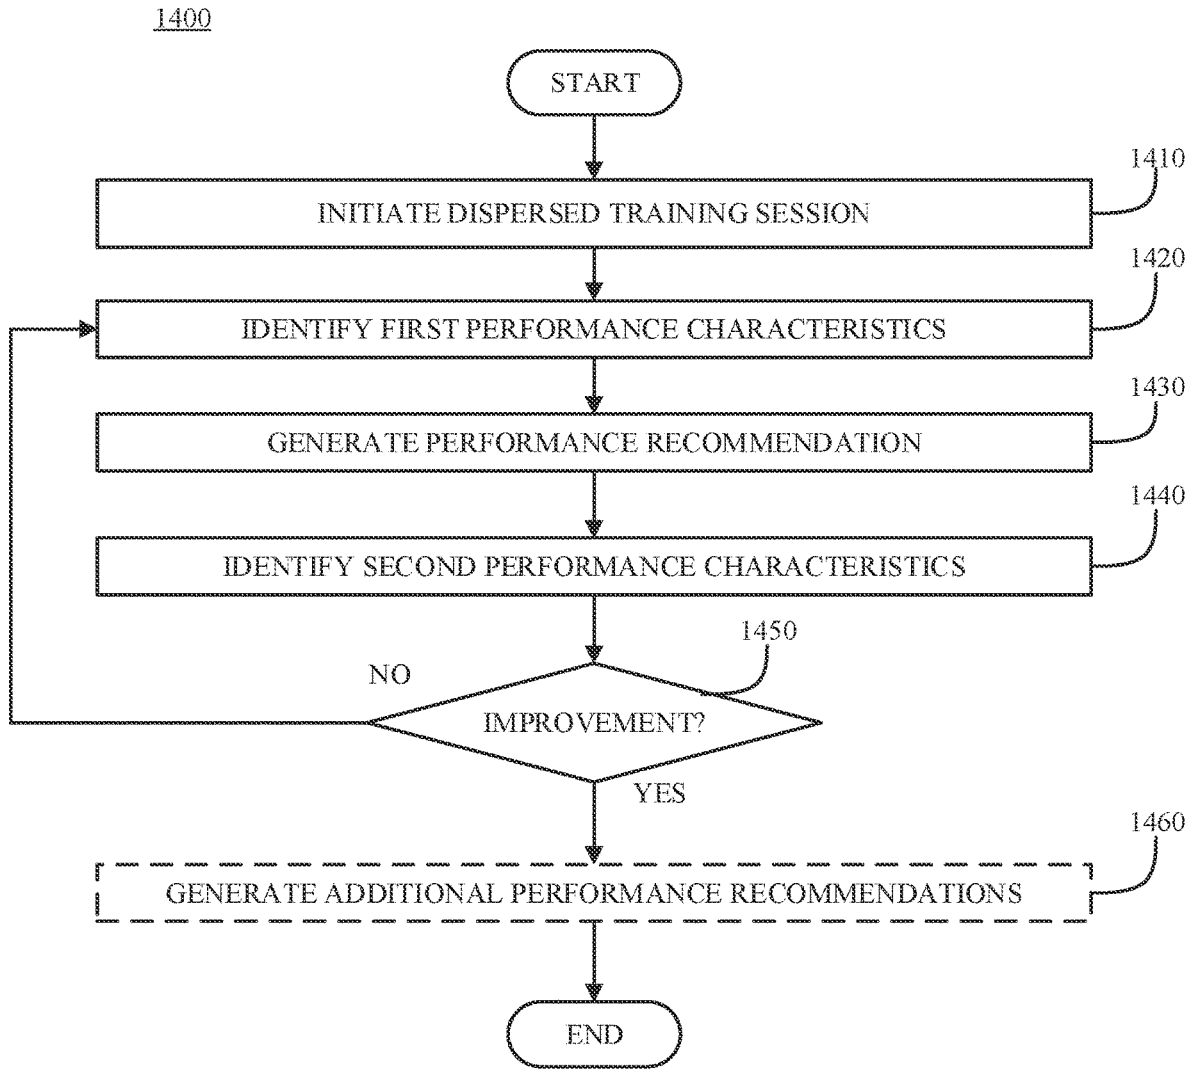 1400
START
1410
INITIATE DISPERSED TRAINING SESSION
1420
IDENTIFY FIRST PERFORMANCE CHARACTERISTICS
1430
GENERATE PERFORMANCE RECOMMENDATION
1440
IDENTIFY SECOND PERFORMANCE CHARACTERISTICS
1450
NO
IMPROVEMENT?
YES
1460
GENERATE ADDITIONAL PERFORMANCE RECOMMENDATIONS
END